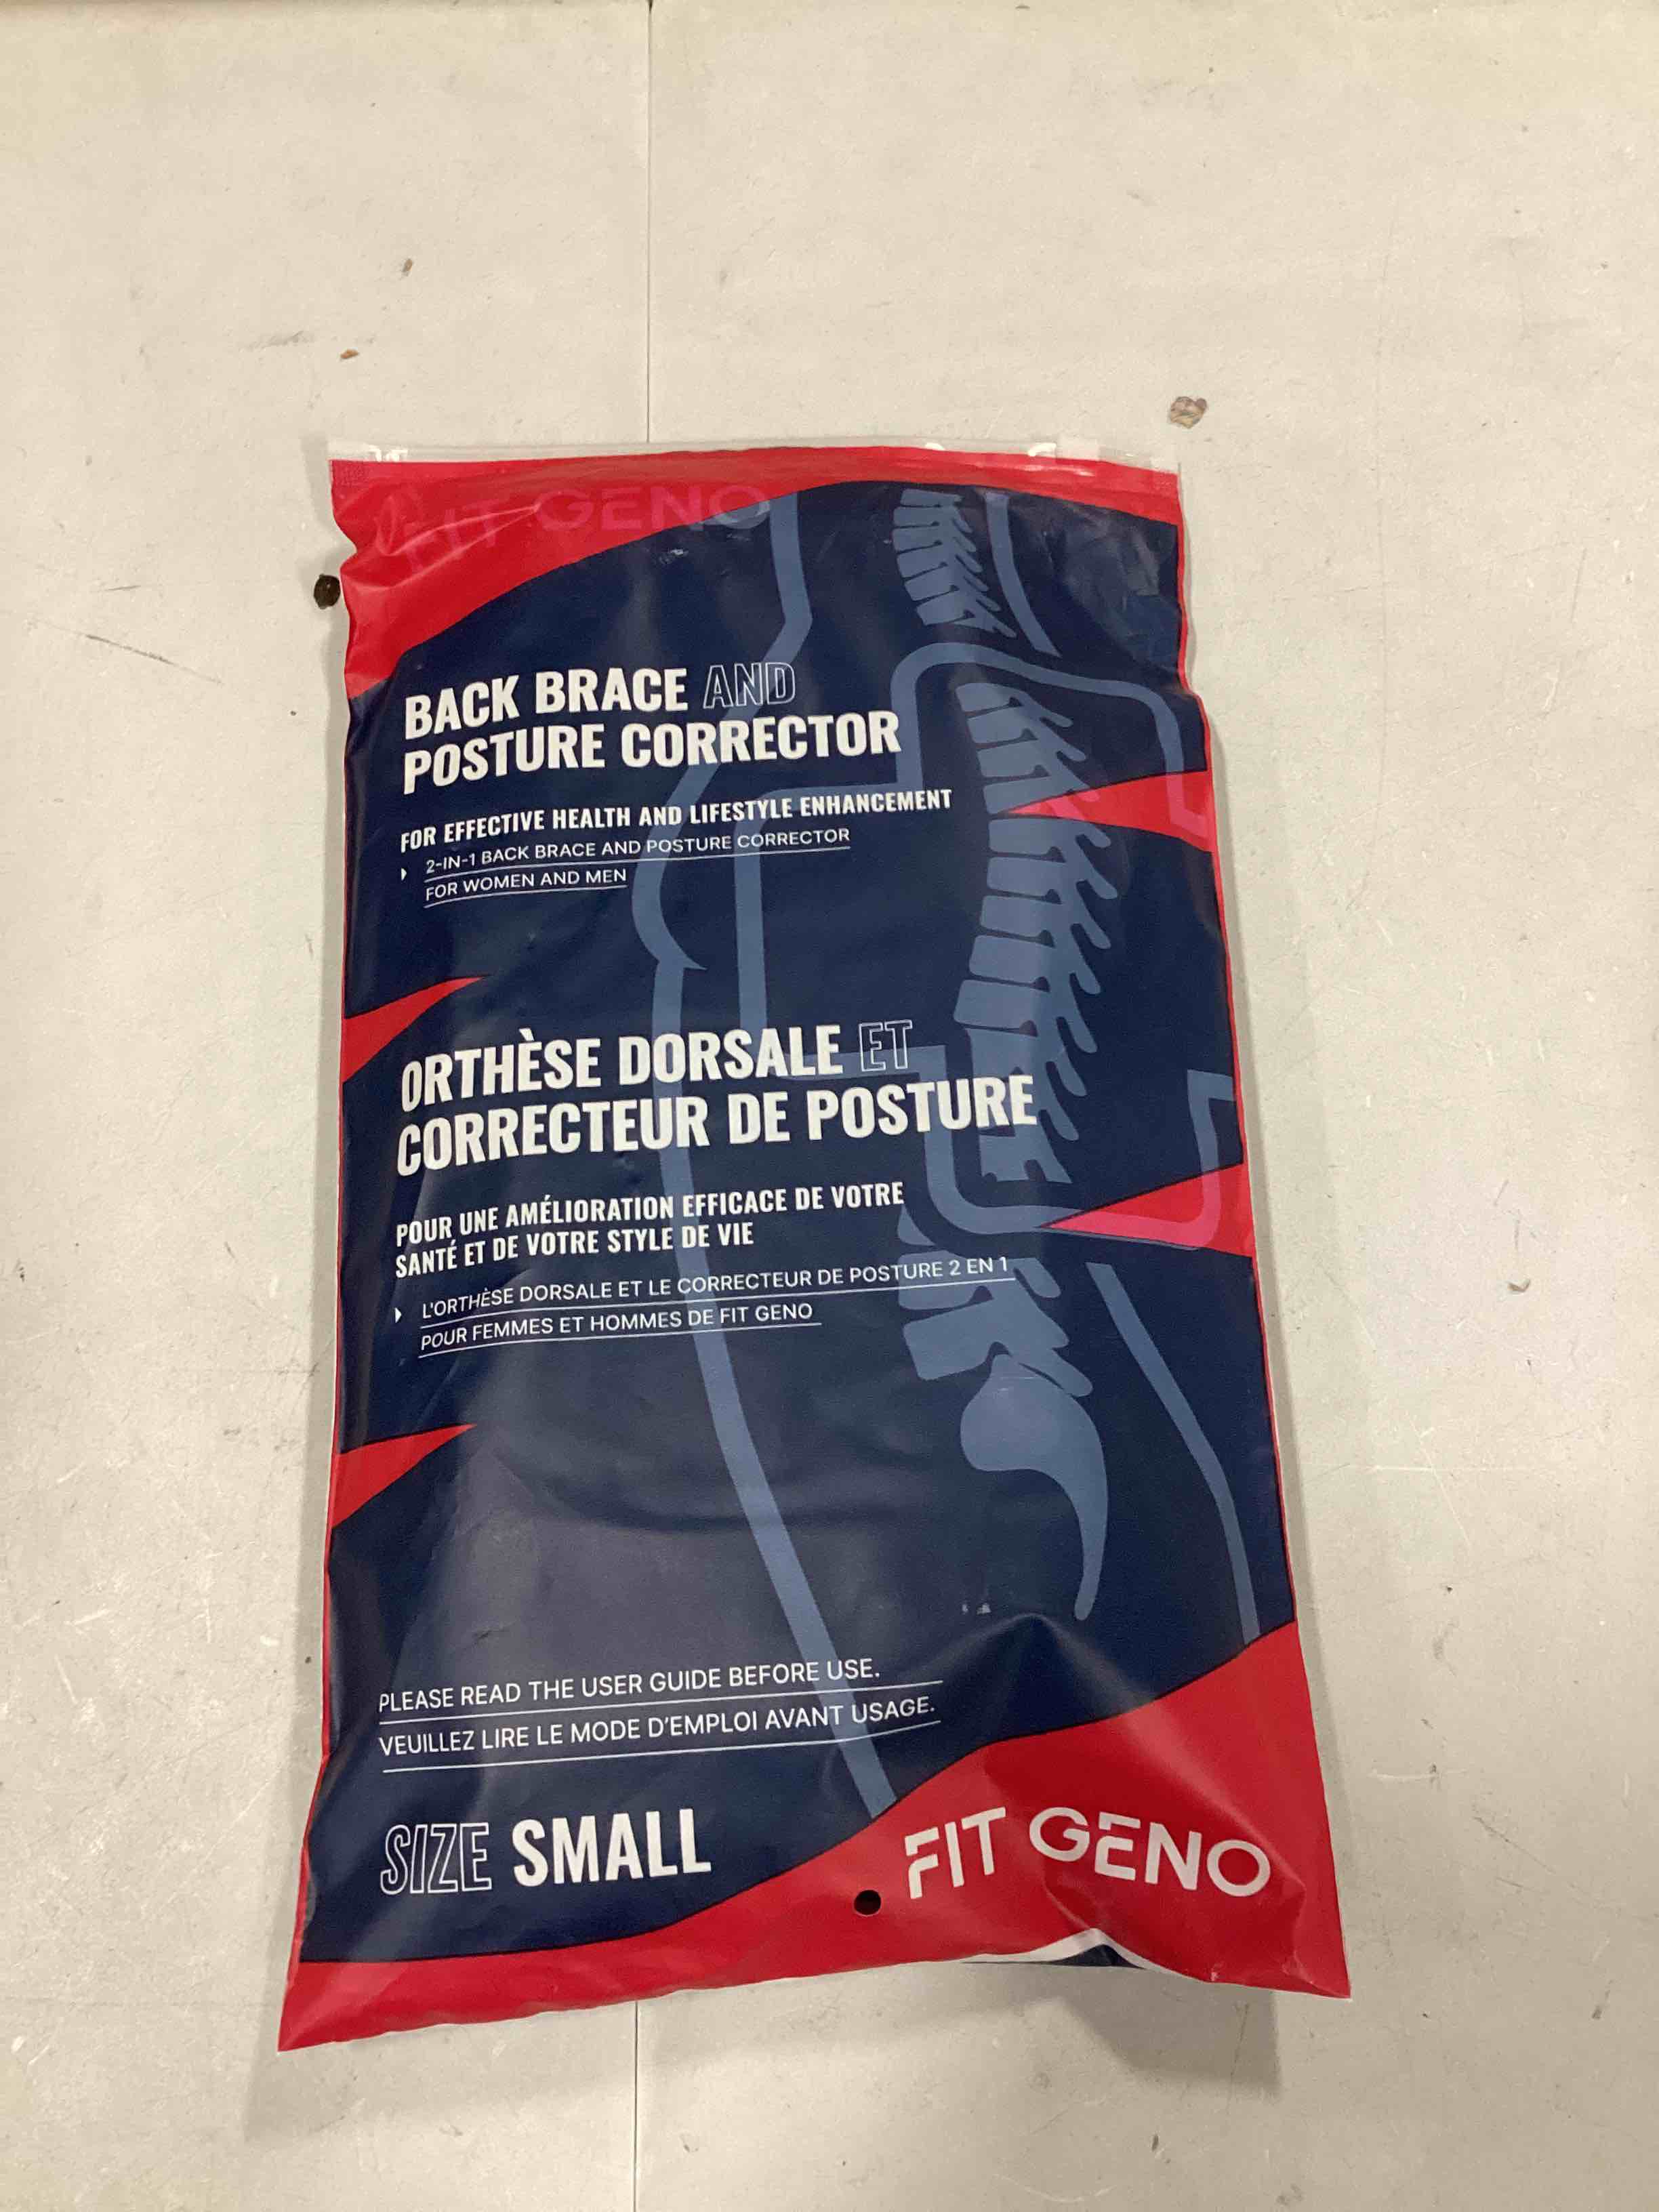 FIT GENO
BACK BRACE AND
POSTURE CORRECTOR
FOR EFFECTIVE HEALTH AND LIFESTYLE ENHANCEMENT
2-IN-1 BACK BRACE AND POSTURE CORRECTOR
FOR WOMEN AND MEN
ORTHÈSE DORSALE ET
CORRECTEUR DE POSTURE
POUR UNE AMÉLIORATION EFFICACE DE VOTRE
SANTÉ ET DE VOTRE STYLE DE VIE
L'ORTHÈSE DORSALE ET LE CORRECTEUR DE POSTURE 2 EN 1
POUR FEMMES ET HOMMES DE FIT GENO
PLEASE READ THE USER GUIDE BEFORE USE.
VEUILLEZ LIRE LE MODE D'EMPLOI AVANT USAGE.
SIZE SMALL
FIT GENO